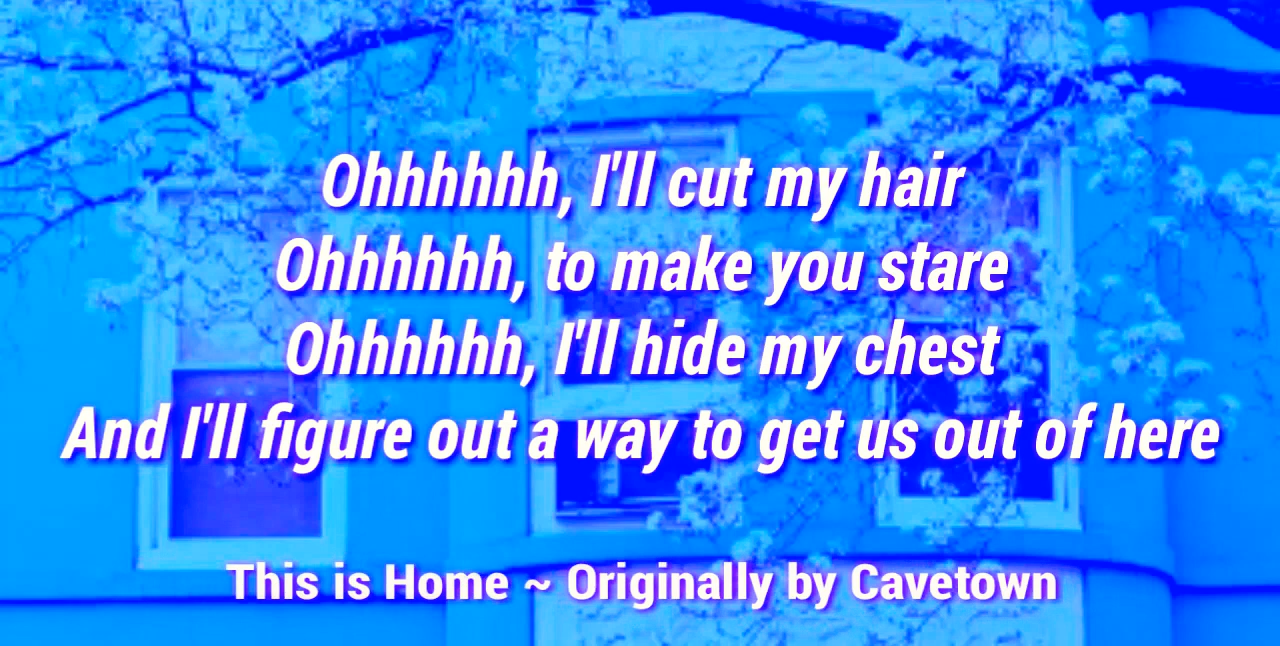 Ohhhhhh, I'll cut my hair
Ohhhhhh, to make you stare
Ohhhhhh, I'll hide my chest
And I'll figure out a way to get us out of here
This is Home ~ Originally by Cavetown